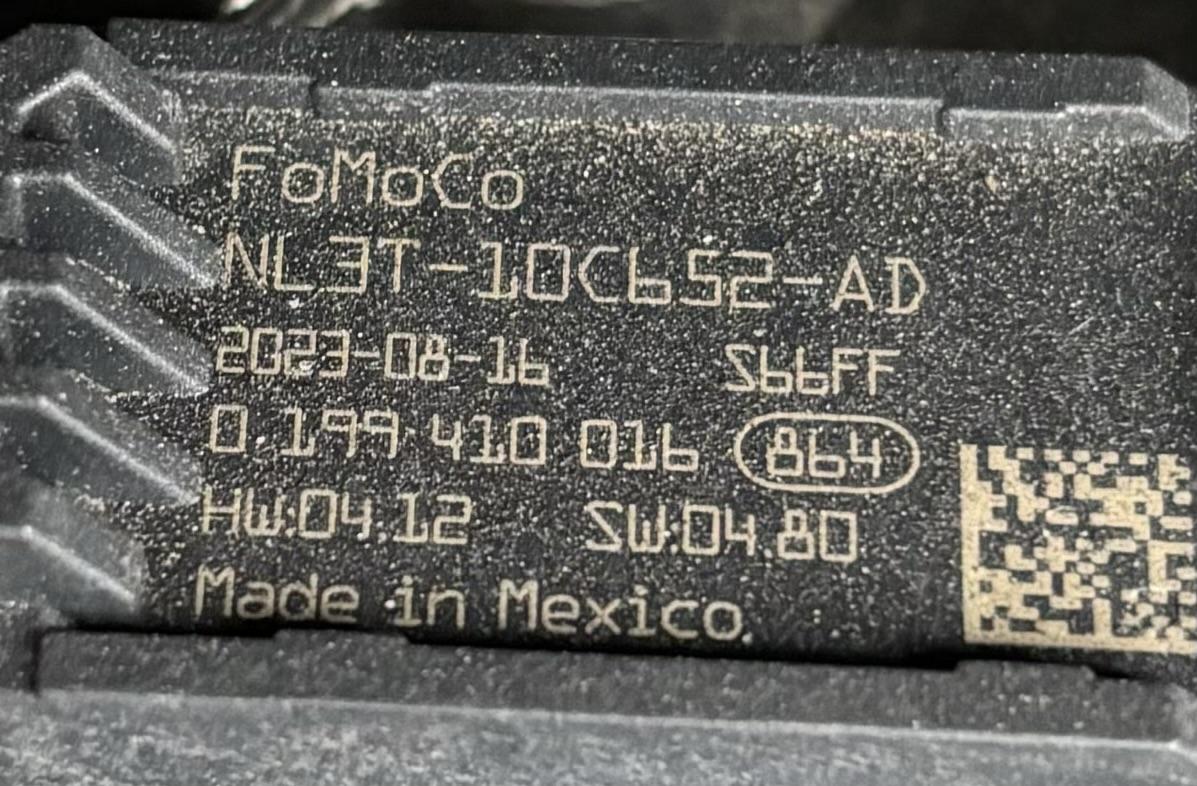 FoMoCo
NL3T-10C652-AD
2023-08-16 S66FF
0 199 410 016 864
HW:04.12 SW:04.80
Made in Mexico